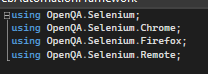 using OpenQA.Selenium;
using OpenQA.Selenium.Chrome;
using OpenQA.Selenium.Firefox;
using OpenQA.Selenium.Remote;